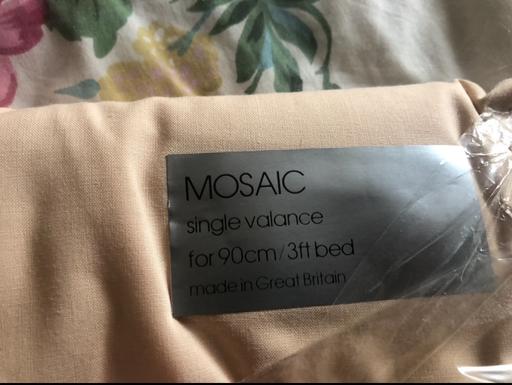 MOSAIC
single valance
for 90cm/3ft bed
made in Great Britain